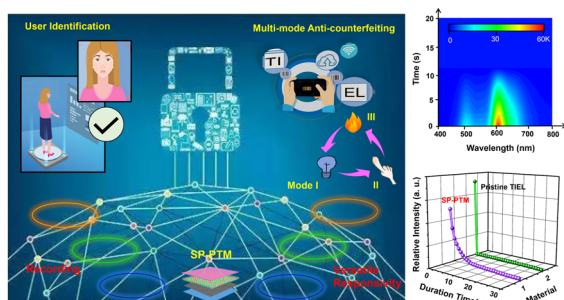 User Identification
Multi-mode Anti-counterfeiting
TI
EL
III
Mode I
II
SP-PTM
Recording
Versatile
Responsivity
20
15
10
5
0
Time (s)
0 30 60K
400 500 600 700 800
Wavelength (nm)
Relative Intensity (a. u.)
Pristine TIEL
SP-PTM
0
10
20
30
1
2
Material